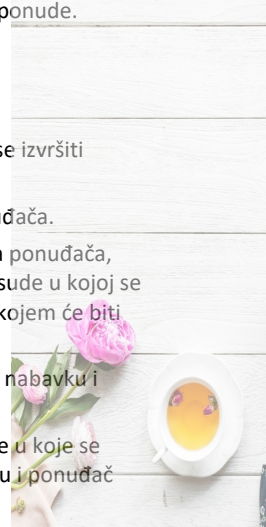 ponude.
se izvršiti
đača.
ponuđača,
sude u kojoj se
kojem će biti
nabavku i
e u koje se
u i ponuđač